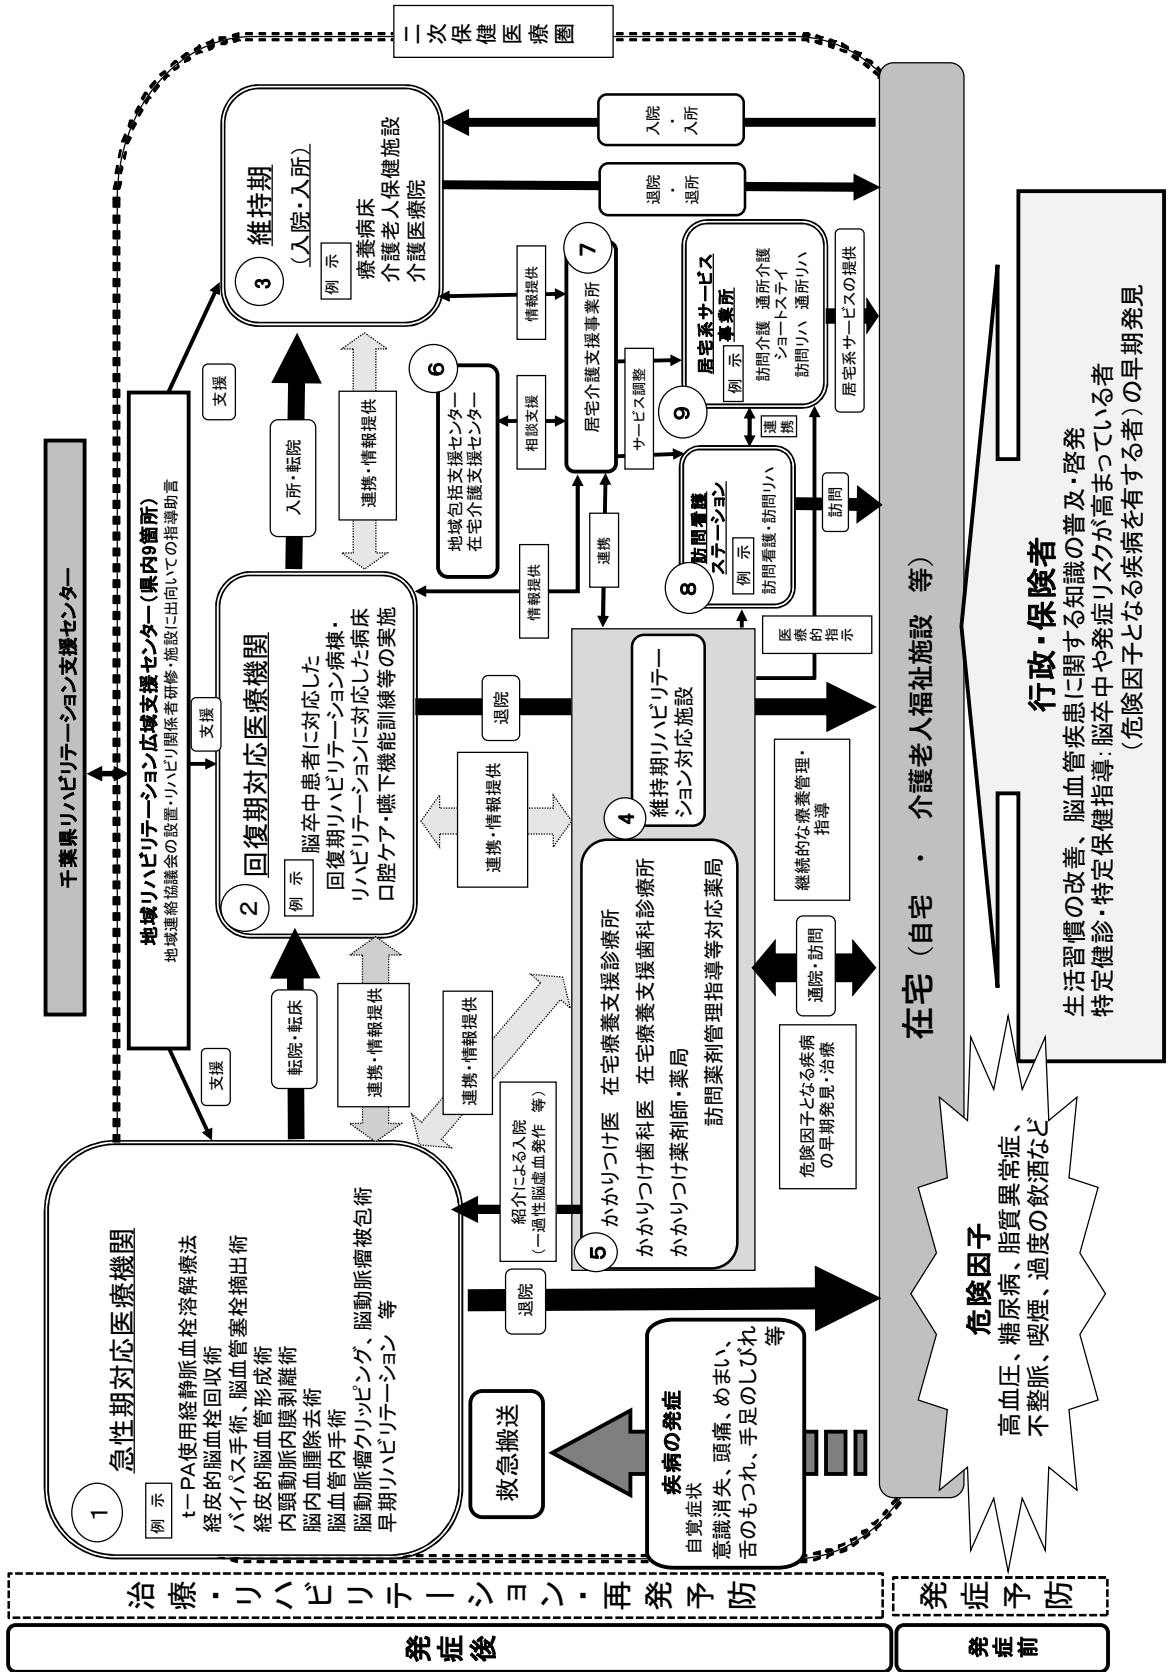 千葉県リハビリテーション支援センター
地域リハビリテーション広域支援センター(県内9箇所)
地域連絡協議会の設置・リハビリ関係者研修・施設に出向いての指導助言
支援
支援
支援
二次保健医療圏
発症後
治療・リハビリテーション・再発予防
1
急性期対応医療機関
例 示
t－PA使用経静脈血栓溶解療法
経皮的脳血栓回収術
バイパス手術、脳血管塞栓摘出術
経皮的脳血管形成術
内頸動脈内膜剥離術
脳内血腫除去術
脳血管内手術
脳動脈瘤クリッピング、脳動脈瘤被包術
早期リハビリテーション 等
転院・転床
連携・情報提供
2
回復期対応医療機関
例 示
脳卒中患者に対応した
回復期リハビリテーション病棟・
リハビリテーションに対応した病床
口腔ケア・嚥下機能訓練等の実施
入所・転院
連携・情報提供
3
維持期
(入院・入所)
例 示
療養病床
介護老人保健施設
介護医療院
救急搬送
退院
紹介による入院
(一過性脳虚血発作 等)
連携・情報提供
連携・情報提供
退院
情報提供
6
地域包括支援センター
在宅介護支援センター
相談支援
情報提供
連携
7
居宅介護支援事業所
サービス調整
退院・退所
入院・入所
疾病の発症
自覚症状
意識消失、頭痛、めまい、
舌のもつれ、手足のしびれ
等
5
かかりつけ医 在宅療養支援診療所
かかりつけ歯科医 在宅療養支援歯科診療所
かかりつけ薬剤師・薬局
訪問薬剤管理指導等対応薬局
4
維持期リハビリテー
ション対応施設
8
訪問看護
ステーション
例 示
訪問看護・訪問リハ
連携
9
居宅系サービス
事業所
例 示
訪問介護 通所介護
ショートステイ
訪問リハ 通所リハ
医療的指示
危険因子となる疾病
の早期発見・治療
通院・訪問
継続的な療養管理・
指導
訪問
居宅系サービスの提供
在宅(自宅 ・ 介護老人福祉施設 等)
発症前
発症予防
危険因子
高血圧、糖尿病、脂質異常症、
不整脈、喫煙、過度の飲酒など
行政・保険者
生活習慣の改善、脳血管疾患に関する知識の普及・啓発
特定健診・特定保健指導:脳卒中や発症リスクが高まっている者
(危険因子となる疾病を有する者)の早期発見